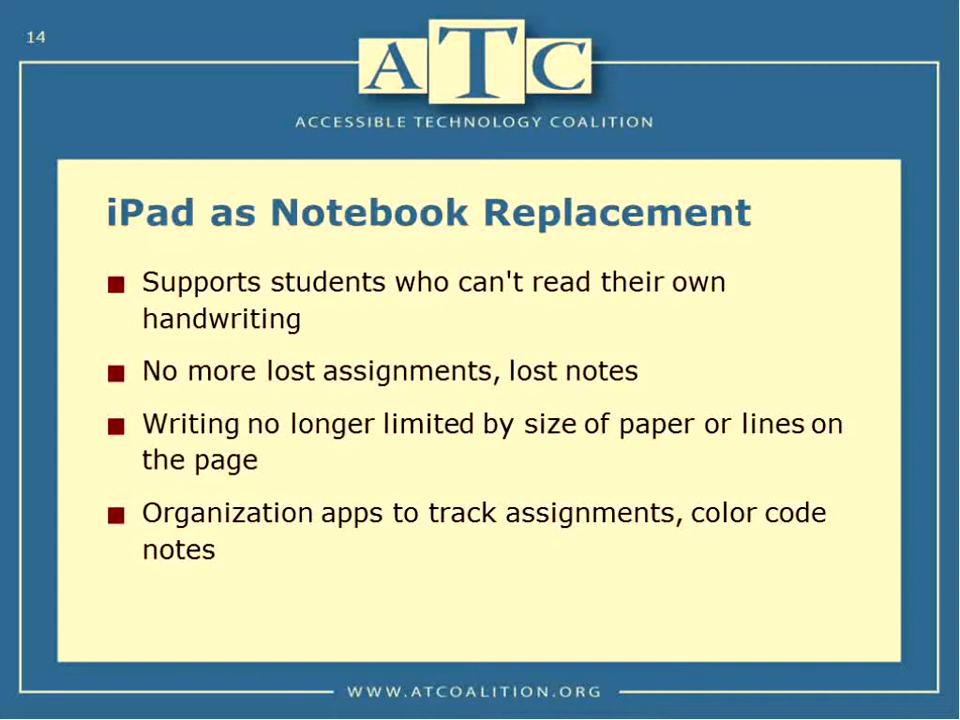 14
ATC
ACCESSIBLE TECHNOLOGY COALITION
iPad as Notebook Replacement
Supports students who can't read their own
handwriting
No more lost assignments, lost notes
Writing no longer limited by size of paper or lines on
the page
Organization apps to track assignments, color code
notes
WWW.ATCOALITION.ORG